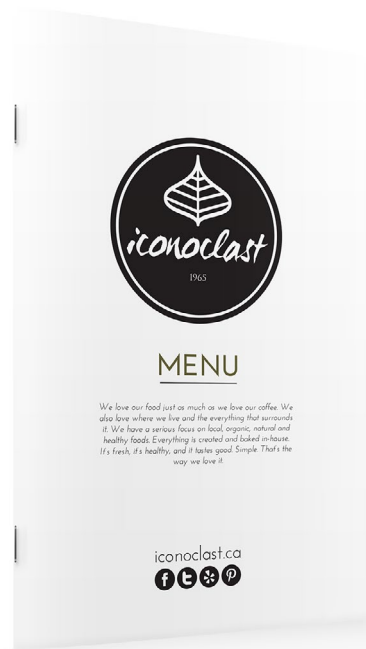 iconoclast
1965
MENU
We love our food just as much as we love our coffee. We
also love where we live and the everything that surrounds
it. We have a serious focus on local, organic, natural and
healthy foods. Everything is created and baked in-house.
It's fresh, it's healthy, and it tastes good. Simple. That's the
way we love it.
iconoclast.ca